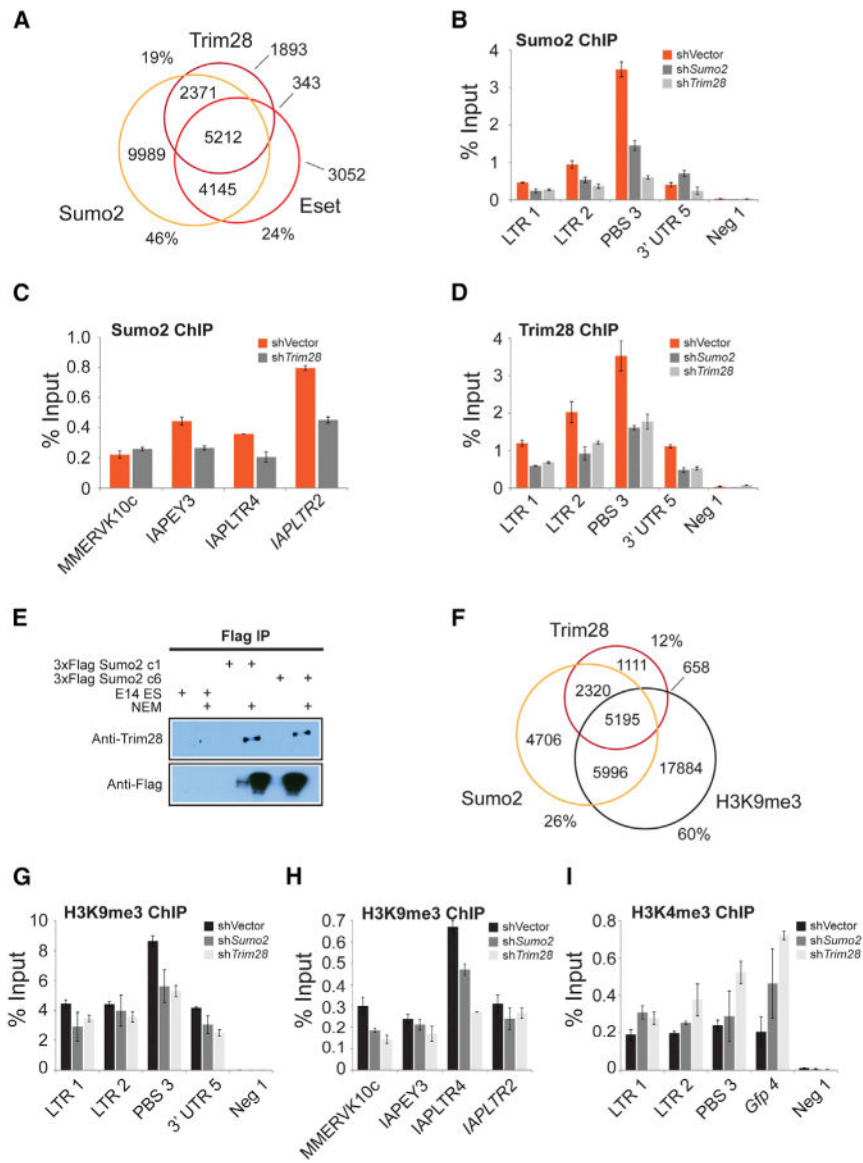 A
Trim28
19%
1893
2371
343
5212
9989
3052
4145
Sumo2
Eset
46%
24%
B
Sumo2 ChIP
shVector
shSumo2
shTrim28
% Input
4
3
2
1
0
LTR 1
LTR 2
PBS 3
3' UTR 5
Neg 1
C
Sumo2 ChIP
shVector
shTrim28
% Input
1.0
0.8
0.6
0.4
0.2
0
MMERVK10c
IAPEY3
IAPLTR4
IAPLTR2
D
Trim28 ChIP
shVector
shSumo2
shTrim28
% Input
4
3
2
1
0
LTR 1
LTR 2
PBS 3
3' UTR 5
Neg 1
E
Flag IP
3xFlag Sumo2 c1 + +
3xFlag Sumo2 c6 + +
E14 ES + +
NEM + + +
Anti-Trim28
Anti-Flag
F
Trim28
12%
1111
658
2320
5195
4706
17884
5996
Sumo2
H3K9me3
26%
60%
G
H3K9me3 ChIP
shVector
shSumo2
shTrim28
% Input
10
8
6
4
2
0
LTR 1
LTR 2
PBS 3
3' UTR 5
Neg 1
H
H3K9me3 ChIP
shVector
shSumo2
shTrim28
% Input
0.7
0.6
0.5
0.4
0.3
0.2
0.1
0
MMERVK10c
IAPEY3
IAPLTR4
IAPLTR2
I
H3K4me3 ChIP
shVector
shSumo2
shTrim28
% Input
0.8
0.6
0.4
0.2
0
LTR 1
LTR 2
PBS 3
Gfp 4
Neg 1